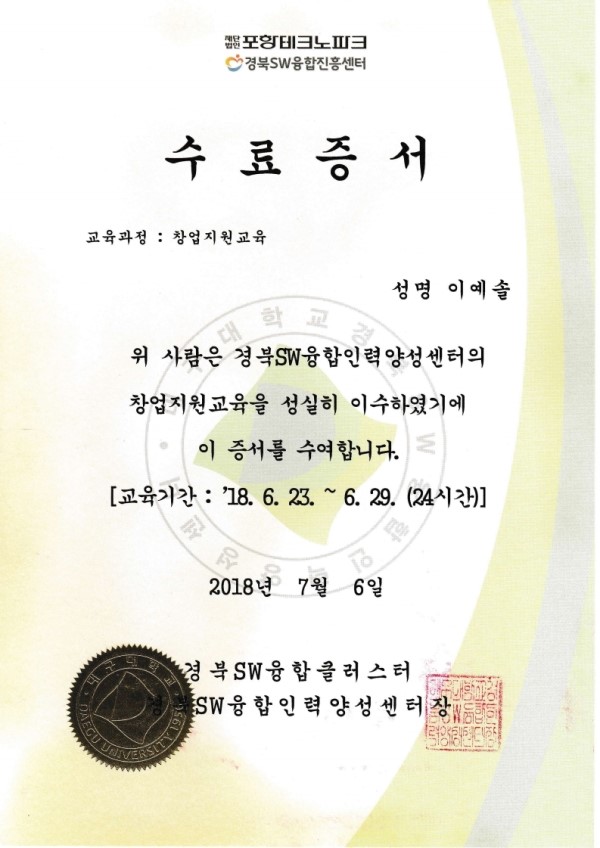 재단법인 포항테크노파크
경북SW융합진흥센터
수 료 증 서
교육과정 : 창업지원교육
성명 이예솔
위 사람은 경북SW융합인력양성센터의
창업지원교육을 성실히 이수하였기에
이 증서를 수여합니다.
[교육기간 : '18. 6. 23. ~ 6. 29. (24시간)]
2018년 7월 6일
경북SW융합클러스터
경북SW융합인력양성센터장
대구대학교
DAEGU UNIVERSITY 1956